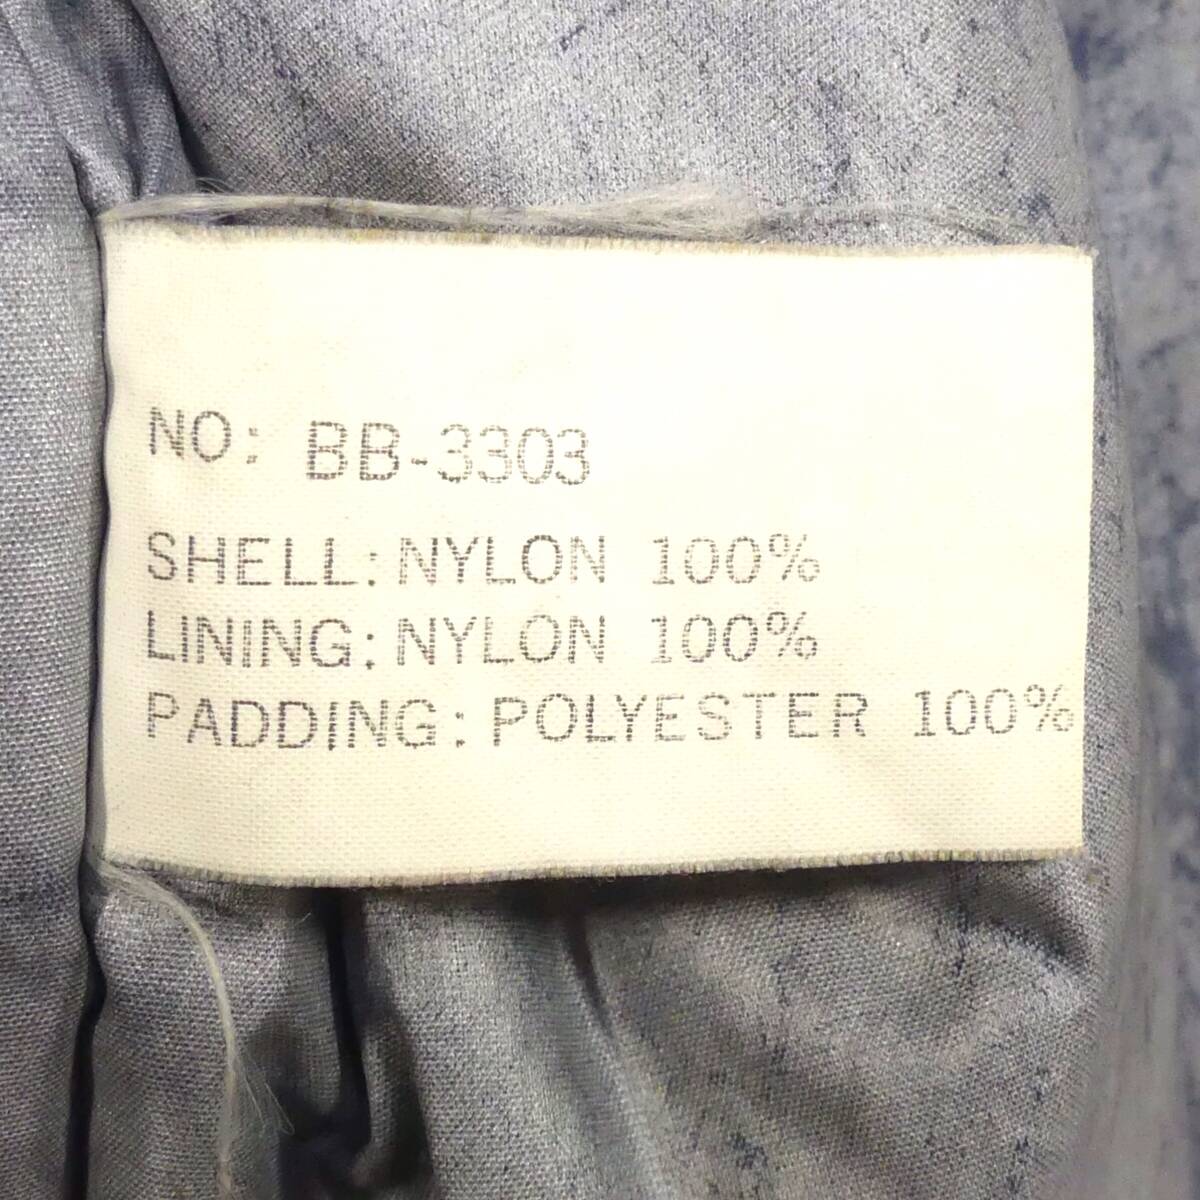 NO: BB-3303
SHELL: NYLON 100%
LINING: NYLON 100%
PADDING: POLYESTER 100%